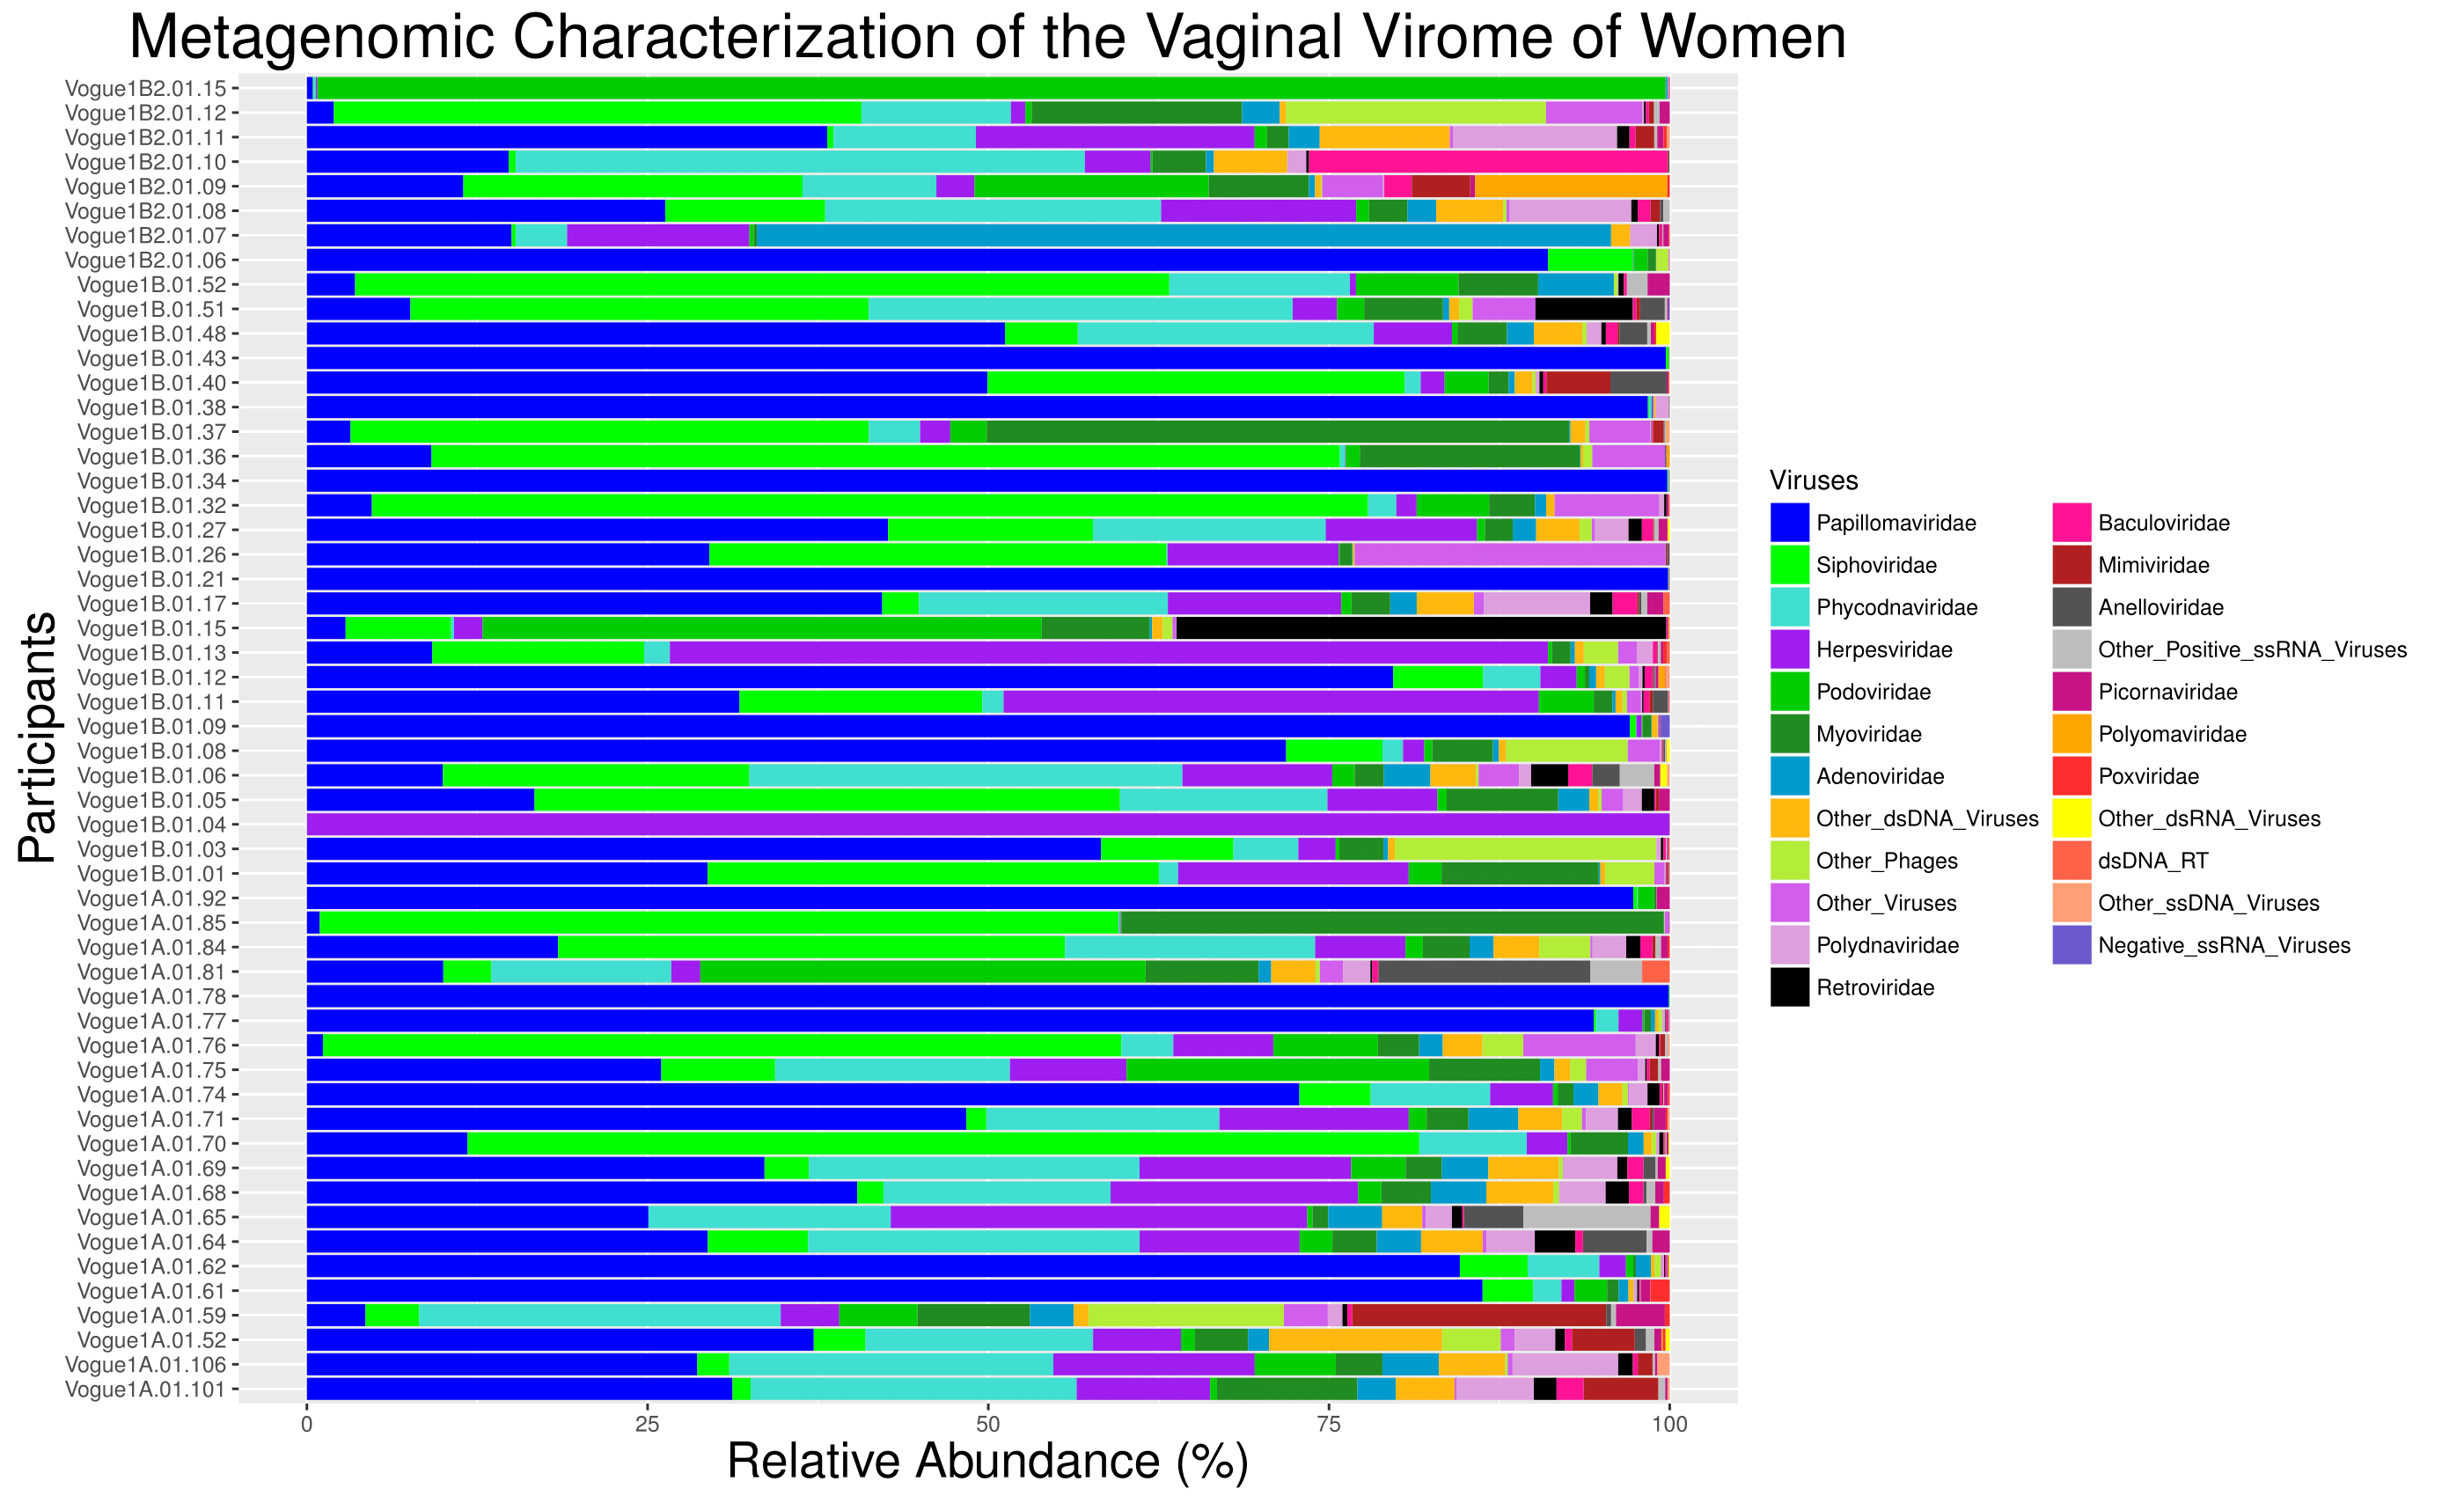 Metagenomic Characterization of the Vaginal Virome of Women
Participants
Vogue1B2.01.15
Vogue1B2.01.12
Vogue1B2.01.11
Vogue1B2.01.10
Vogue1B2.01.09
Vogue1B2.01.08
Vogue1B2.01.07
Vogue1B2.01.06
Vogue1B.01.52
Vogue1B.01.51
Vogue1B.01.48
Vogue1B.01.43
Vogue1B.01.40
Vogue1B.01.38
Vogue1B.01.37
Vogue1B.01.36
Vogue1B.01.34
Vogue1B.01.32
Vogue1B.01.27
Vogue1B.01.26
Vogue1B.01.21
Vogue1B.01.17
Vogue1B.01.15
Vogue1B.01.13
Vogue1B.01.12
Vogue1B.01.11
Vogue1B.01.09
Vogue1B.01.08
Vogue1B.01.06
Vogue1B.01.05
Vogue1B.01.04
Vogue1B.01.03
Vogue1B.01.01
Vogue1A.01.92
Vogue1A.01.85
Vogue1A.01.84
Vogue1A.01.81
Vogue1A.01.78
Vogue1A.01.77
Vogue1A.01.76
Vogue1A.01.75
Vogue1A.01.74
Vogue1A.01.71
Vogue1A.01.70
Vogue1A.01.69
Vogue1A.01.68
Vogue1A.01.65
Vogue1A.01.64
Vogue1A.01.62
Vogue1A.01.61
Vogue1A.01.59
Vogue1A.01.52
Vogue1A.01.106
Vogue1A.01.101
0 25 50 75 100
Relative Abundance (%)
Viruses
Papillomaviridae
Siphoviridae
Phycodnaviridae
Herpesviridae
Podoviridae
Myoviridae
Adenoviridae
Other_dsDNA_Viruses
Other_Phages
Other_Viruses
Polydnaviridae
Retroviridae
Baculoviridae
Mimiviridae
Anelloviridae
Other_Positive_ssRNA_Viruses
Picornaviridae
Polyomaviridae
Poxviridae
Other_dsRNA_Viruses
dsDNA_RT
Other_ssDNA_Viruses
Negative_ssRNA_Viruses